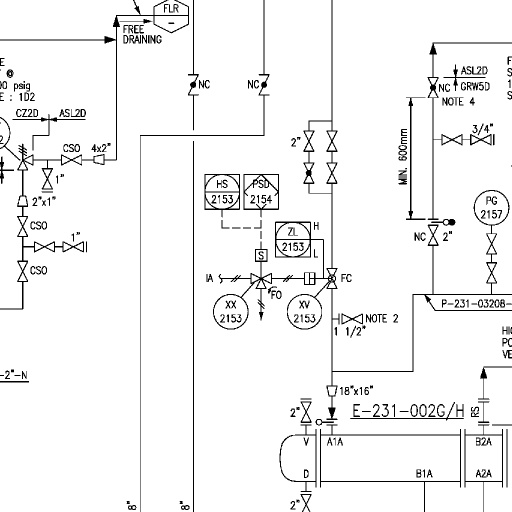 FLR
–
FREE
DRAINING
E
T @
00 psig
E : 1D2
CZ2D
ASL2D
CSO
4x2"
1"
2"x1"
CSO
1"
CSO
-2"-N
NC
NC
2"
HS
2153
PSD
2154
ZL
2153
H
L
S
IA
FO
FC
XX
2153
XV
2153
NOTE 2
1 1/2"
18"x16"
E-231-002G/H
2"
V
A1A
D
B1A
B2A
A2A
2"
8"
8"
RS
NC
ASL2D
GRW5D
NOTE 4
3/4"
MIN. 600mm
NC
2"
PG
2157
P-231-03208-
F
S
1
S
HI
PO
VE